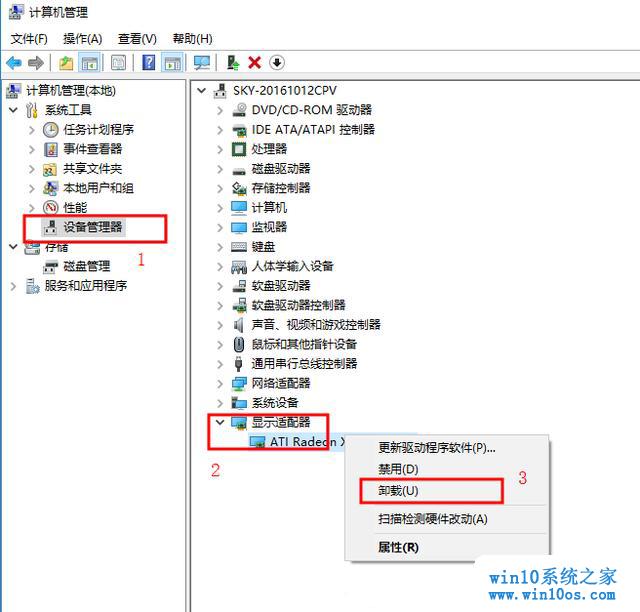 计算机管理
文件(F) 操作(A) 查看(V) 帮助(H)
计算机管理(本地)
系统工具
任务计划程序
事件查看器
共享文件夹
本地用户和组
性能
设备管理器
1
存储
磁盘管理
服务和应用程序
SKY-20161012CPV
DVD/CD-ROM 驱动器
IDE ATA/ATAPI 控制器
处理器
磁盘驱动器
存储控制器
计算机
监视器
键盘
人体学输入设备
软盘驱动器
软盘驱动器控制器
声音、视频和游戏控制器
鼠标和其他指针设备
通用串行总线控制器
网络适配器
系统设备
显示适配器
ATI Radeon
2
更新驱动程序软件(P)...
禁用(D)
卸载(U)
3
扫描检测硬件改动(A)
属性(R)
win10系统之家
www.win10os.com